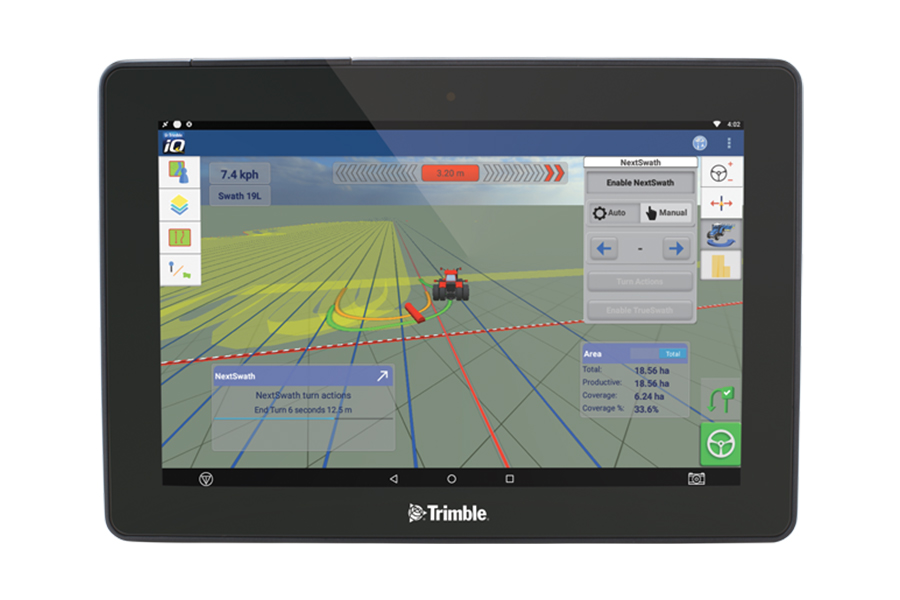 4:02
Trimble
iQ
7.4 kph
Swath 19L
3.20 m
NextSwath
Enable NextSwath
Auto
Manual
-
Turn Actions
Enable TrueSwath
+
-
NextSwath
NextSwath turn actions
End Turn 6 seconds 12.5 m
Area
Total
Total: 18.56 ha
Productive: 18.56 ha
Coverage: 6.24 ha
Coverage %: 33.6%
Trimble